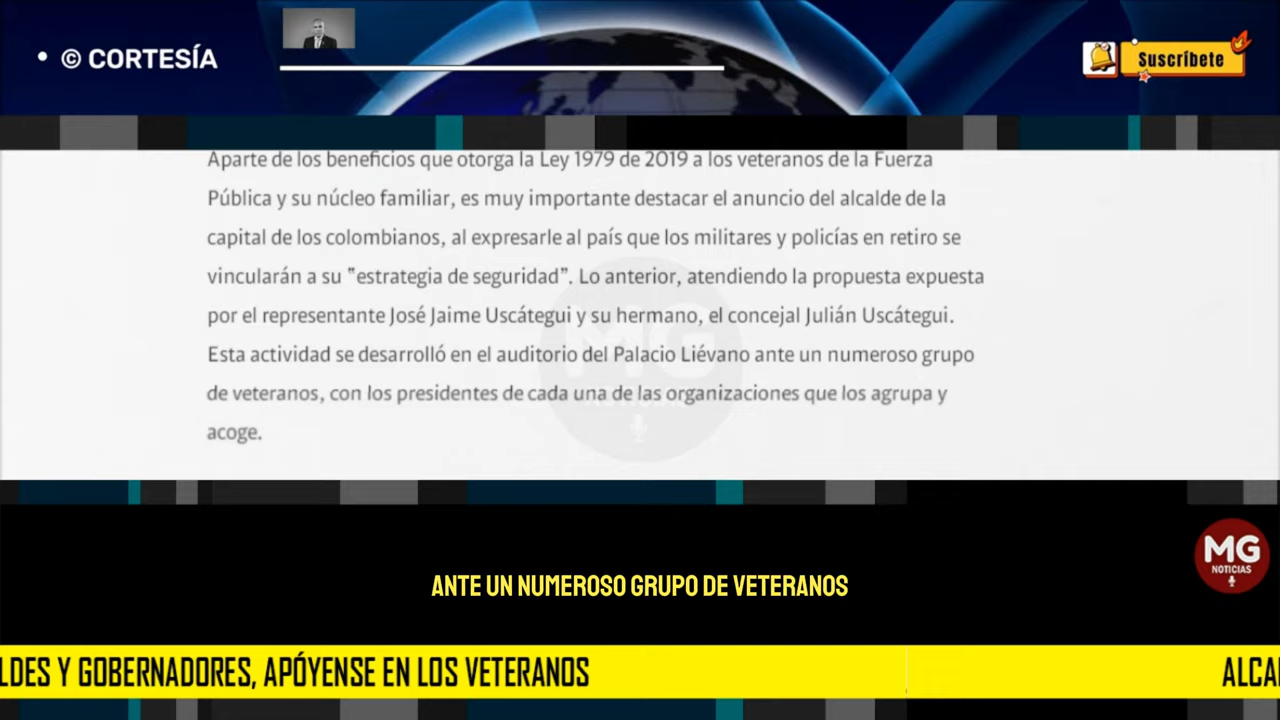 • © CORTESÍA
Suscríbete
Aparte de los beneficios que otorga la Ley 1979 de 2019 a los veteranos de la Fuerza
Pública y su núcleo familiar, es muy importante destacar el anuncio del alcalde de la
capital de los colombianos, al expresarle al país que los militares y policías en retiro se
vincularán a su "estrategia de seguridad”. Lo anterior, atendiendo la propuesta expuesta
por el representante José Jaime Uscátegui y su hermano, el concejal Julián Uscátegui.
Esta actividad se desarrolló en el auditorio del Palacio Liévano ante un numeroso grupo
de veteranos, con los presidentes de cada una de las organizaciones que los agrupa y
acoge.
MG
NOTICIAS
ANTE UN NUMEROSO GRUPO DE VETERANOS
LDES Y GOBERNADORES, APÓYENSE EN LOS VETERANOS
ALCA